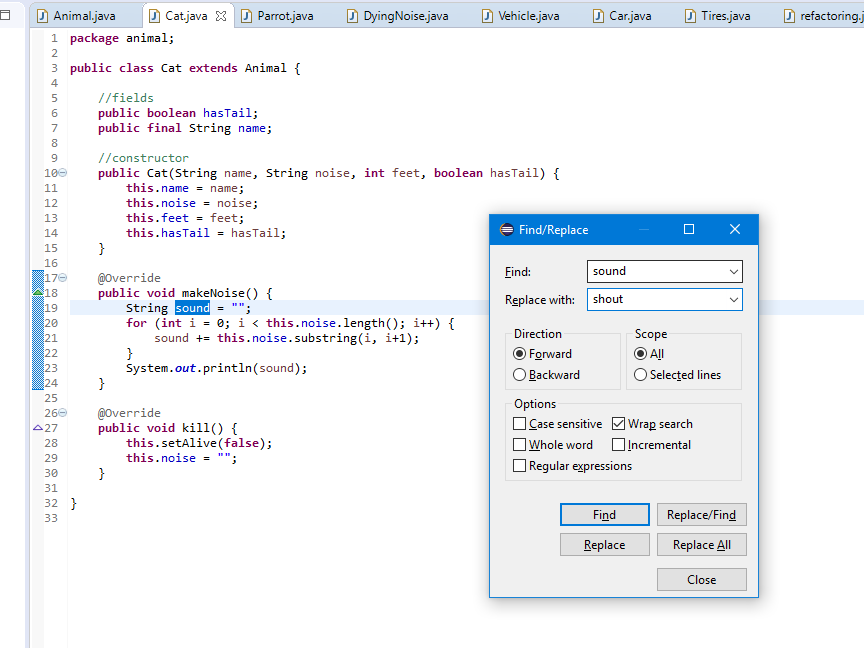 Animal.java
Cat.java
Parrot.java
DyingNoise.java
Vehicle.java
Car.java
Tires.java
refactoring.j
1 package animal;
2
3 public class Cat extends Animal {
4
5 //fields
6 public boolean hasTail;
7 public final String name;
8
9 //constructor
10 public Cat(String name, String noise, int feet, boolean hasTail) {
11 this.name = name;
12 this.noise = noise;
13 this.feet = feet;
14 this.hasTail = hasTail;
15 }
16
17 @Override
18 public void makeNoise() {
19 String sound = "";
20 for (int i = 0; i < this.noise.length(); i++) {
21 sound += this.noise.substring(i, i+1);
22 }
23 System.out.println(sound);
24 }
25
26 @Override
27 public void kill() {
28 this.setAlive(false);
29 this.noise = "";
30 }
31
32 }
33
Find/Replace
Find: sound
Replace with: shout
Direction
Forward
Backward
Scope
All
Selected lines
Options
Case sensitive
Wrap search
Whole word
Incremental
Regular expressions
Find
Replace/Find
Replace
Replace All
Close